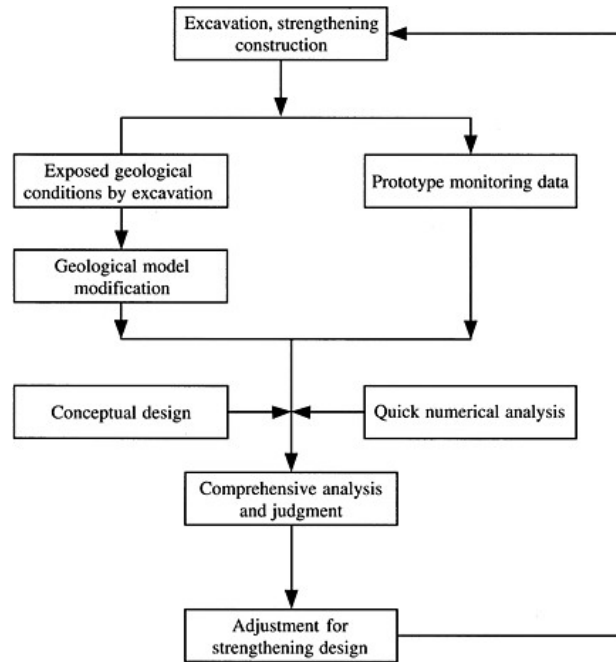 Excavation, strengthening
construction
Exposed geological
conditions by excavation
Prototype monitoring data
Geological model
modification
Conceptual design
Quick numerical analysis
Comprehensive analysis
and judgment
Adjustment for
strengthening design